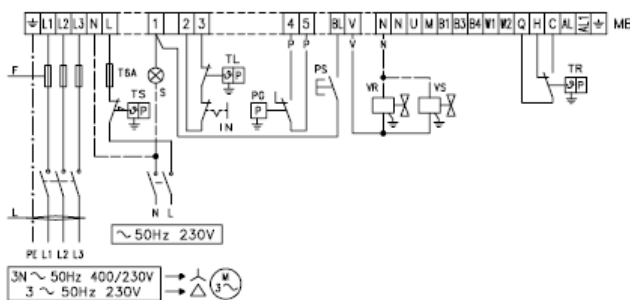 L1 L2 L3 N L 1 2 3 4 5 BL V N N U M B1 B3 B4 W1 W2 Q H C AL AL1 MB
P P V N
F T6A S TL PS TR
TS P PG P VR VS P
P IN
L N L
~ 50Hz 230V
PE L1 L2 L3
3N ~ 50Hz 400/230V M
3 ~ 50Hz 230V 3~